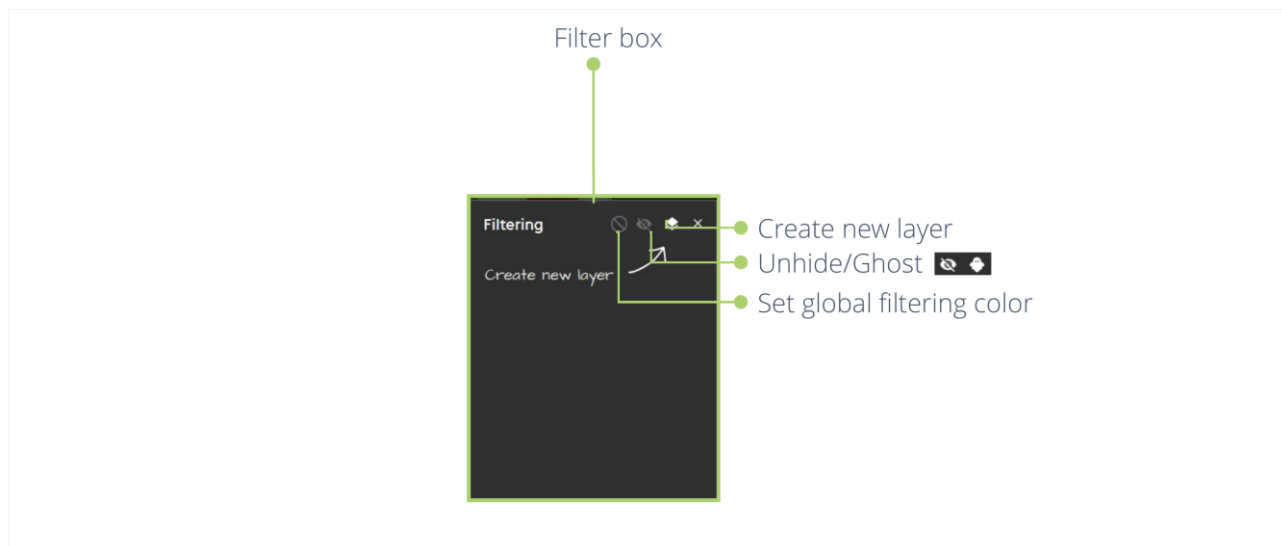 Filter box
Filtering
Create new layer
Create new layer
Unhide/Ghost
Set global filtering color